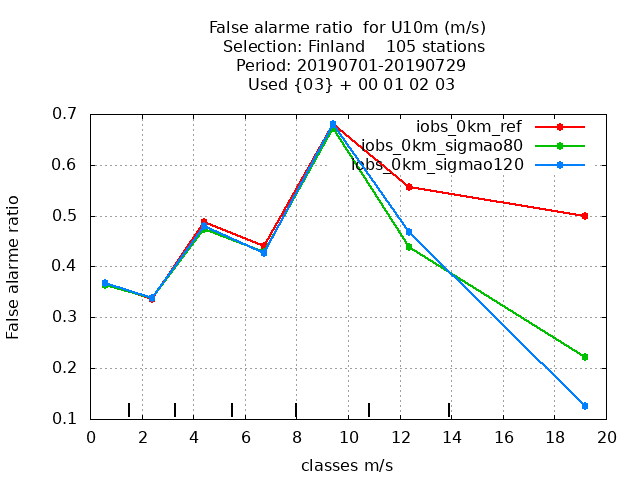 False alarme ratio  for U10m (m/s)
Selection: Finland    105 stations
Period: 20190701-20190729
Used {03} + 00 01 02 03
iobs_0km_ref
iobs_0km_sigmao80
iobs_0km_sigmao120
False alarme ratio
0.7
0.6
0.5
0.4
0.3
0.2
0.1
0 2 4 6 8 10 12 14 16 18 20
classes m/s